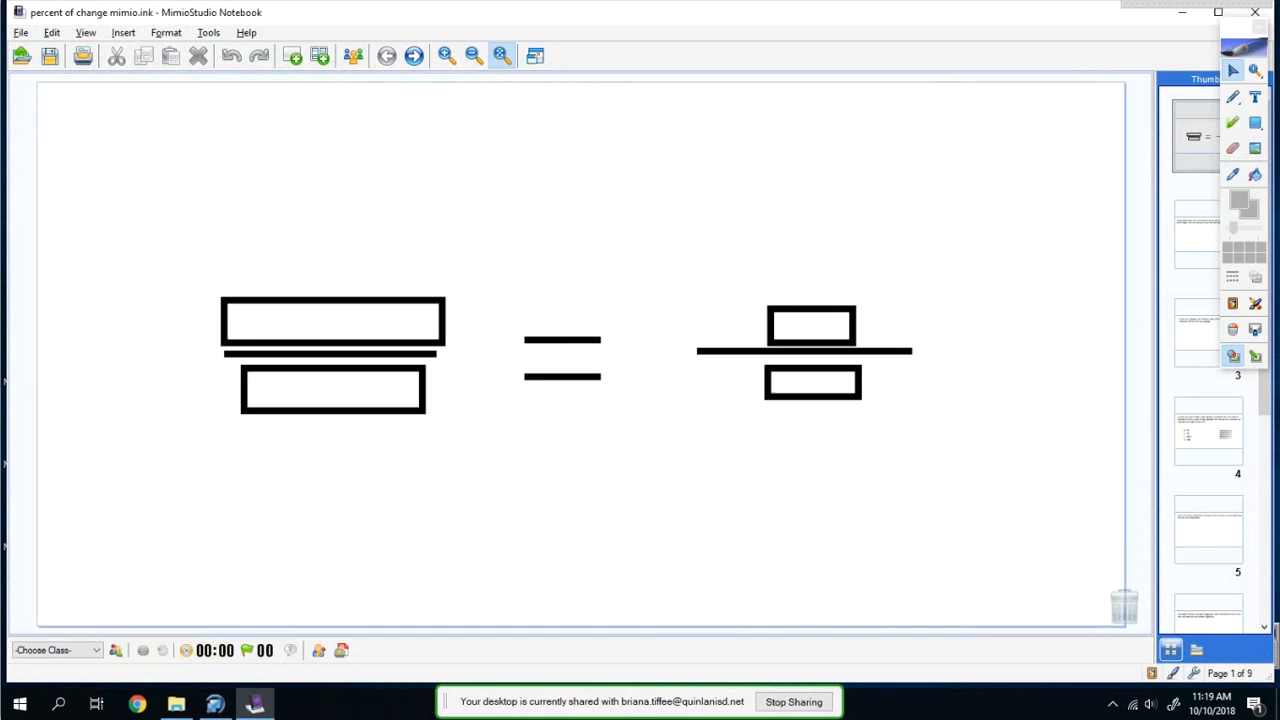 percent of change mimio.ink - MimioStudio Notebook
File Edit View Insert Format Tools Help
Thumb
3
4
5
-Choose Class-
00:00
00
Page 1 of 9
Your desktop is currently shared with briana.tiffee@quinlanisd.net
Stop Sharing
11:19 AM
10/10/2018
1